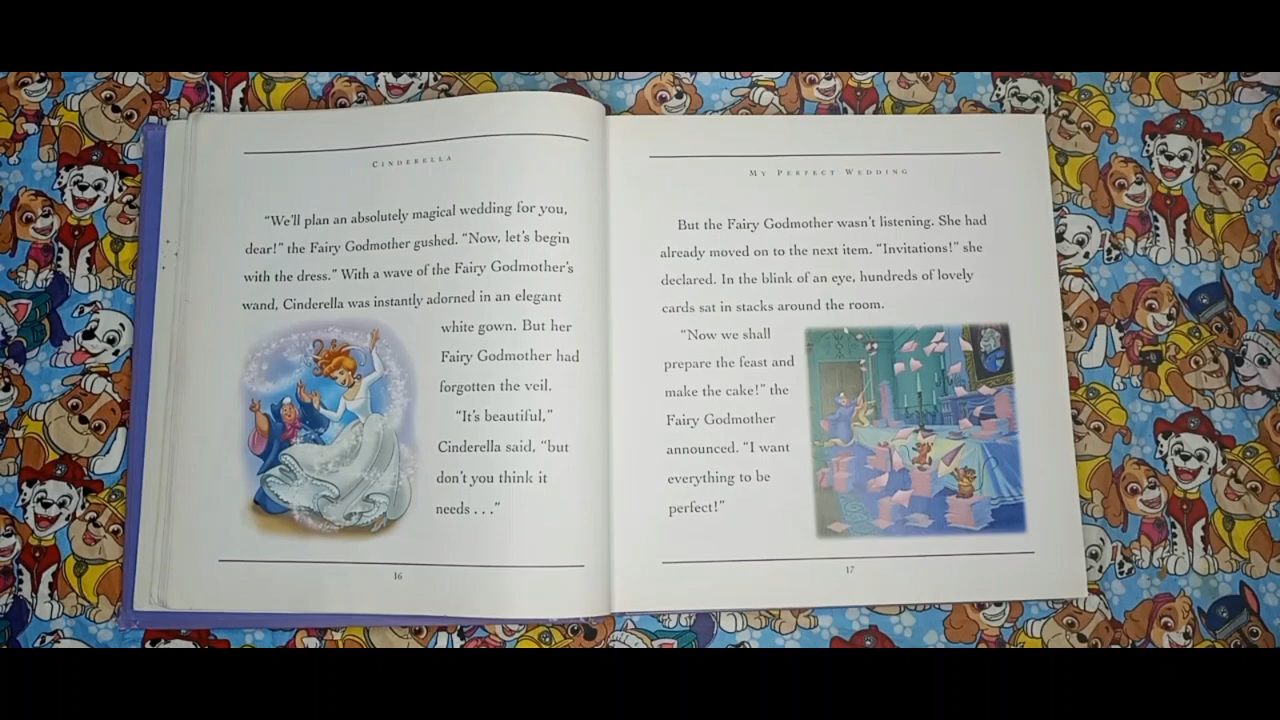 CINDERELLA
“We’ll plan an absolutely magical wedding for you,
dear!” the Fairy Godmother gushed. “Now, let’s begin
with the dress.” With a wave of the Fairy Godmother’s
wand, Cinderella was instantly adorned in an elegant
white gown. But her
Fairy Godmother had
forgotten the veil.
“It’s beautiful,”
Cinderella said, “but
don’t you think it
needs . . .”
16
MY PERFECT WEDDING
But the Fairy Godmother wasn’t listening. She had
already moved on to the next item. “Invitations!” she
declared. In the blink of an eye, hundreds of lovely
cards sat in stacks around the room.
“Now we shall
prepare the feast and
make the cake!” the
Fairy Godmother
announced. “I want
everything to be
perfect!”
17